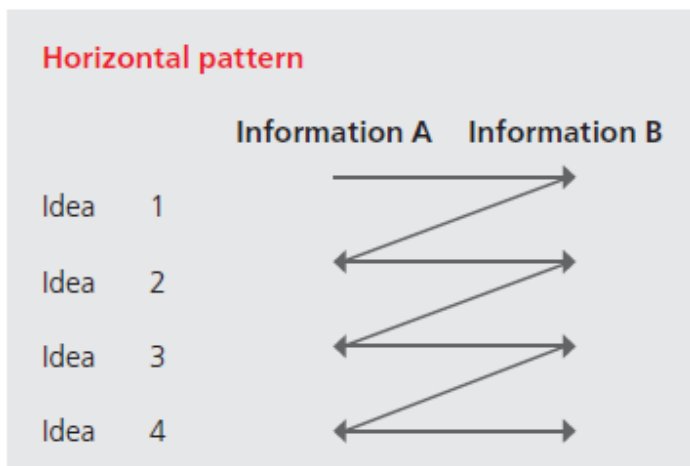 Horizontal pattern
Information A Information B
Idea 1
Idea 2
Idea 3
Idea 4